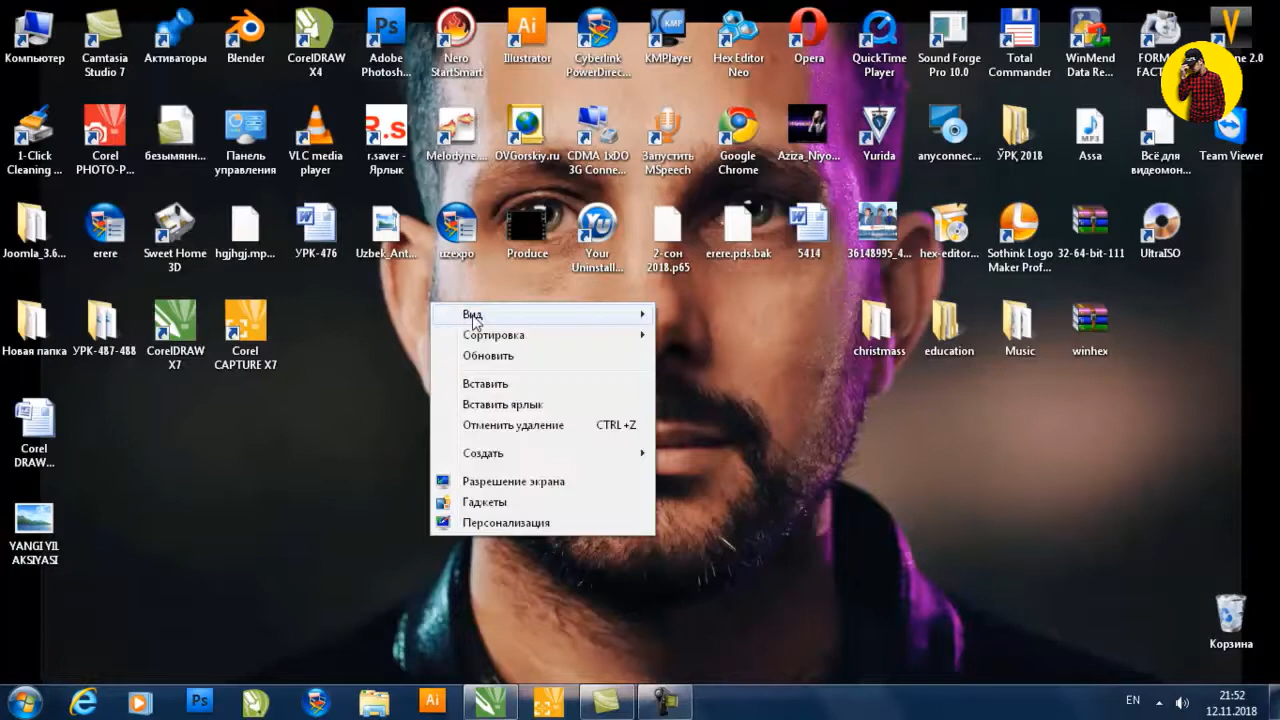 Компьютер
Camtasia
Studio 7
Активаторы
Blender
CorelDRAW
X4
Adobe
Photosh...
Nero
StartSmart
Illustrator
Cyberlink
PowerDirec...
KMPlayer
Hex Editor
Neo
Opera
QuickTime
Player
Sound Forge
Pro 10.0
Total
Commander
WinMend
Data Re...
FORM
FACT
2.0
1-Click
Cleaning ...
Corel
PHOTO-P...
безымянн...
Панель
управления
VLC media
player
r.saver -
Ярлык
Melodyne....
OVGorskiy.ru
CDMA 1xDO
3G Conne...
Запустить
MSpeech
Google
Chrome
Aziza_Niyo...
Yurida
anyconnec...
ЎРҚ 2018
Assa
Всё для
видеомон...
Team Viewer
Joomla_3.6...
erere
Sweet Home
3D
hgjhgj.mp...
УРК-476
Uzbek_Ant...
uzexpo
Produce
Your
Uninstall...
2-сон
2018.p65
erere.pds.bak
5414
36148995_4...
hex-editor...
Sothink Logo
Maker Prof...
32-64-bit-111
UltraISO
Новая папка
УРК-487-488
CorelDRAW
X7
Corel
CAPTURE X7
christmass
education
Music
winhex
Corel
DRAW...
YANGI YIL
AKSIYASI
Вид
Сортировка
Обновить
Вставить
Вставить ярлык
Отменить удаление CTRL+Z
Создать
Разрешение экрана
Гаджеты
Персонализация
Корзина
EN
21:52
12.11.2018